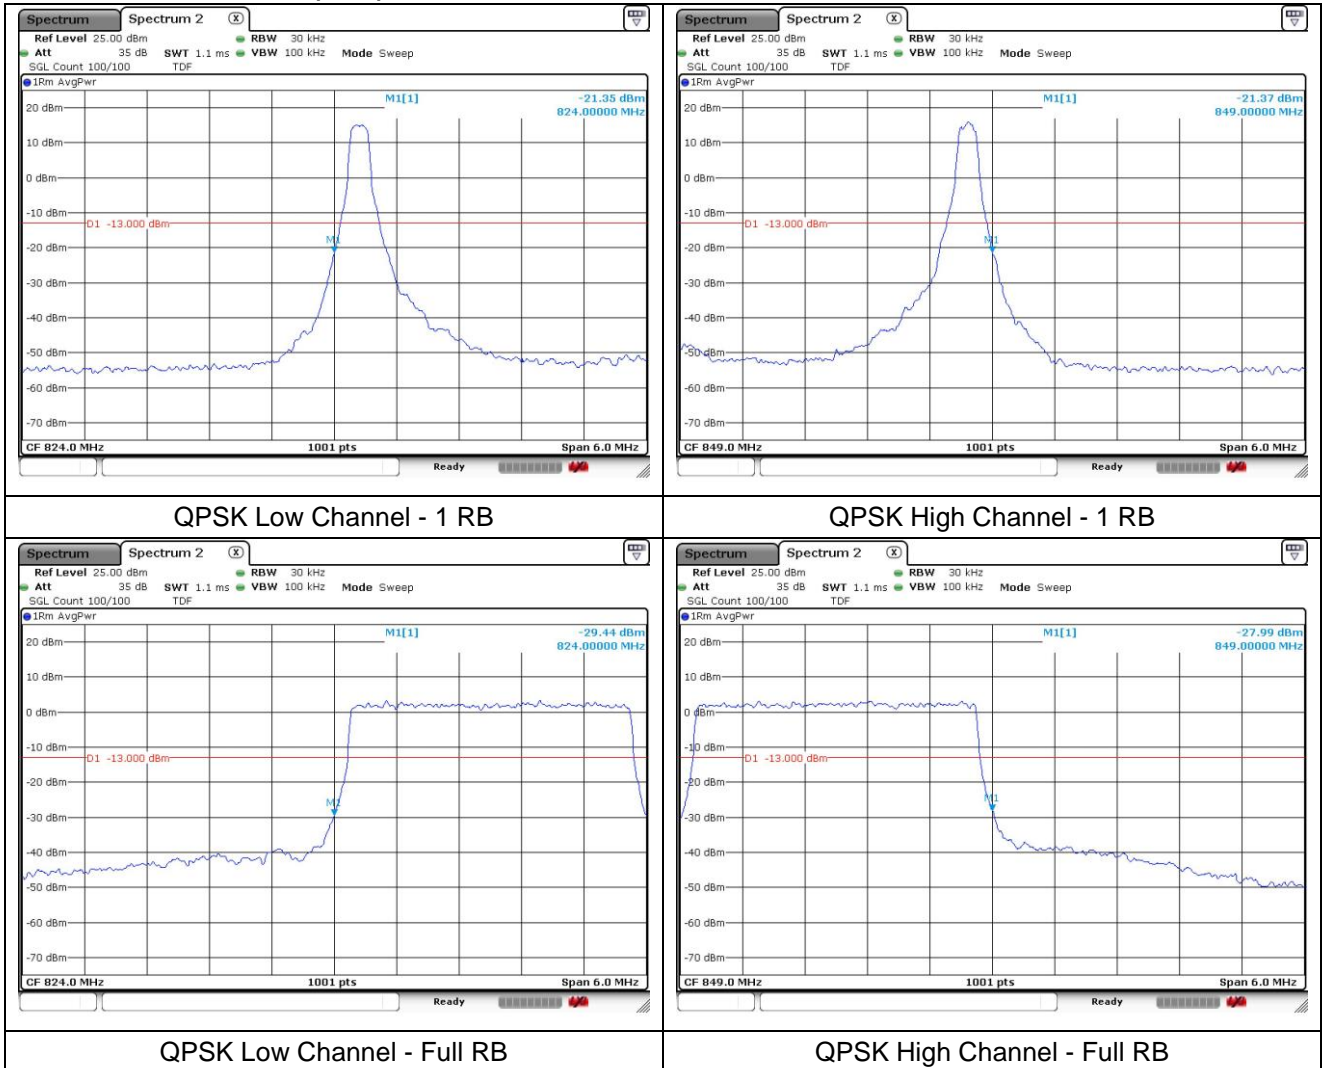 Spectrum Spectrum 2 X
Ref Level 25.00 dBm RBW 30 kHz
Att 35 dB SWT 1.1 ms VBW 100 kHz Mode Sweep
SGL Count 100/100 TDF
1Rm AvgPwr
M1[1] -21.35 dBm
824.00000 MHz
20 dBm
10 dBm
0 dBm
-10 dBm
D1 -13.000 dBm
M1
-20 dBm
-30 dBm
-40 dBm
-50 dBm
-60 dBm
-70 dBm
CF 824.0 MHz 1001 pts Span 6.0 MHz
Ready
QPSK Low Channel - 1 RB
Spectrum Spectrum 2 X
Ref Level 25.00 dBm RBW 30 kHz
Att 35 dB SWT 1.1 ms VBW 100 kHz Mode Sweep
SGL Count 100/100 TDF
1Rm AvgPwr
M1[1] -21.37 dBm
849.00000 MHz
20 dBm
10 dBm
0 dBm
-10 dBm
D1 -13.000 dBm
M1
-20 dBm
-30 dBm
-40 dBm
-50 dBm
-60 dBm
-70 dBm
CF 849.0 MHz 1001 pts Span 6.0 MHz
Ready
QPSK High Channel - 1 RB
Spectrum Spectrum 2 X
Ref Level 25.00 dBm RBW 30 kHz
Att 35 dB SWT 1.1 ms VBW 100 kHz Mode Sweep
SGL Count 100/100 TDF
1Rm AvgPwr
M1[1] -29.44 dBm
824.00000 MHz
20 dBm
10 dBm
0 dBm
-10 dBm
D1 -13.000 dBm
-20 dBm
M1
-30 dBm
-40 dBm
-50 dBm
-60 dBm
-70 dBm
CF 824.0 MHz 1001 pts Span 6.0 MHz
Ready
QPSK Low Channel - Full RB
Spectrum Spectrum 2 X
Ref Level 25.00 dBm RBW 30 kHz
Att 35 dB SWT 1.1 ms VBW 100 kHz Mode Sweep
SGL Count 100/100 TDF
1Rm AvgPwr
M1[1] -27.99 dBm
849.00000 MHz
20 dBm
10 dBm
0 dBm
-10 dBm
D1 -13.000 dBm
-20 dBm
M1
-30 dBm
-40 dBm
-50 dBm
-60 dBm
-70 dBm
CF 849.0 MHz 1001 pts Span 6.0 MHz
Ready
QPSK High Channel - Full RB